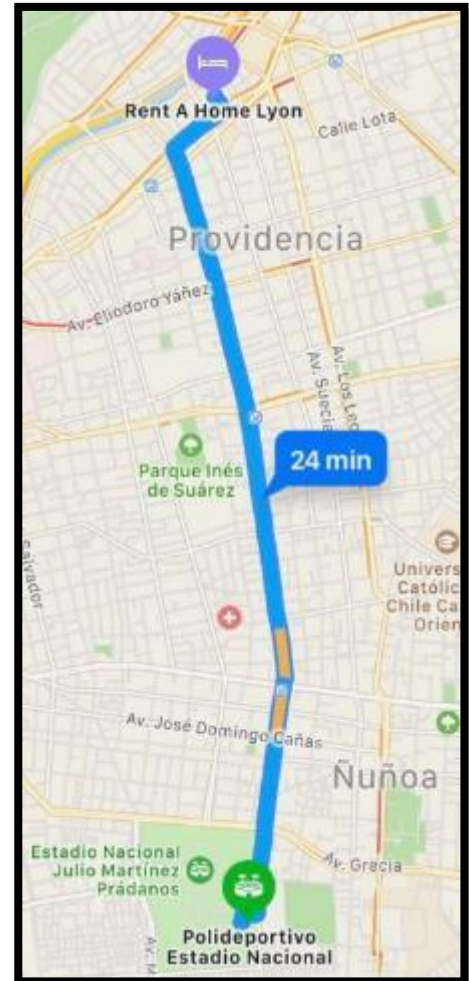 Rent A Home Lyon
Calle Lota
Providencia
Av. Eliodoro Yáñez
Av. Suecia
Av. Los Leo
24 min
Parque Inés
de Suárez
Salvador
Univers
Católic
Chile Ca
Orien
Av. José Domingo Cañas
Ñuñoa
Estadio Nacional
Julio Martínez
Prádanos
Av. Grecia
Polideportivo
Estadio Nacional